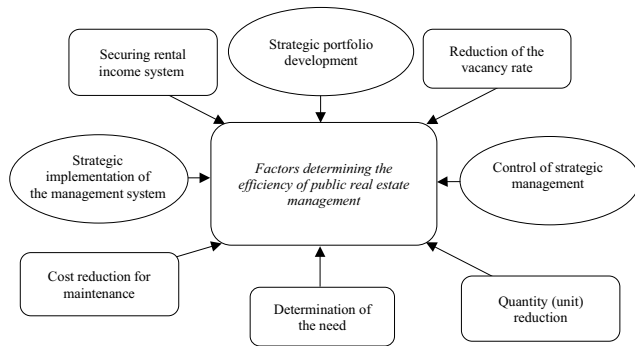 Securing rental
income system
Strategic portfolio
development
Reduction of the
vacancy rate
Strategic
implementation of
the management system
Factors determining the
efficiency of public real estate
management
Control of strategic
management
Cost reduction for
maintenance
Determination of
the need
Quantity (unit)
reduction